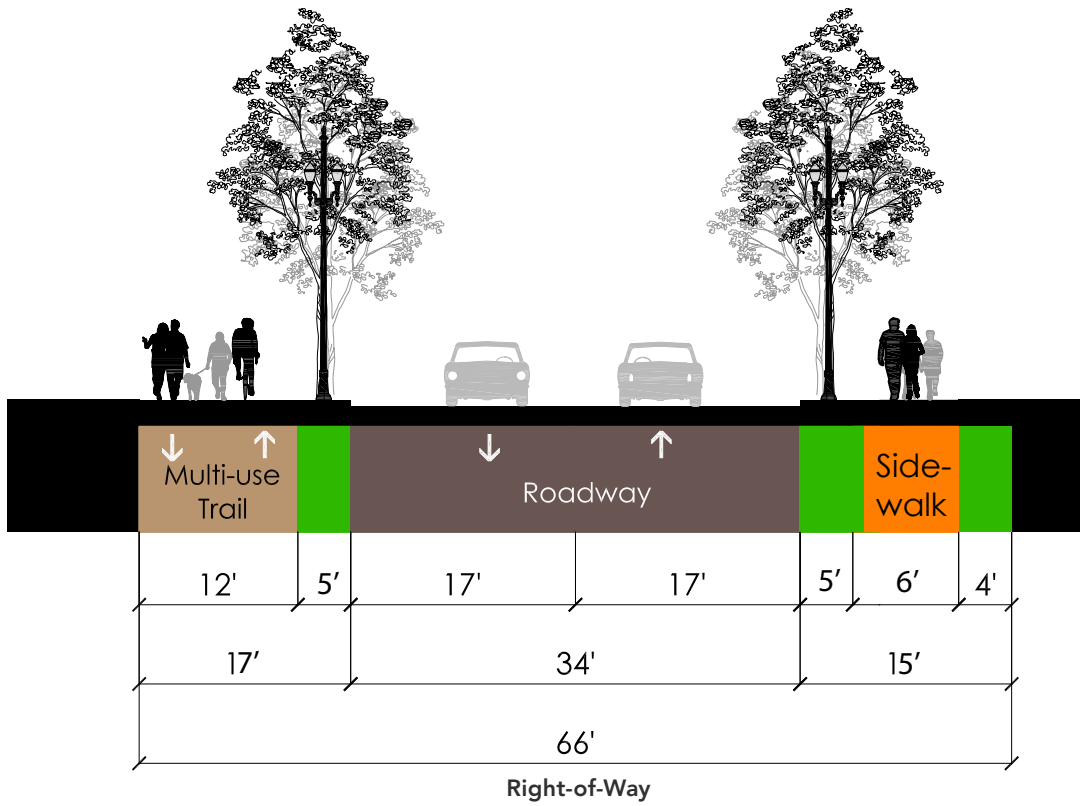 Multi-use
Trail
Roadway
Side-
walk
12' 5’ 17' 17' 5’ 6’ 4'
17’ 34' 15’
66'
Right-of-Way